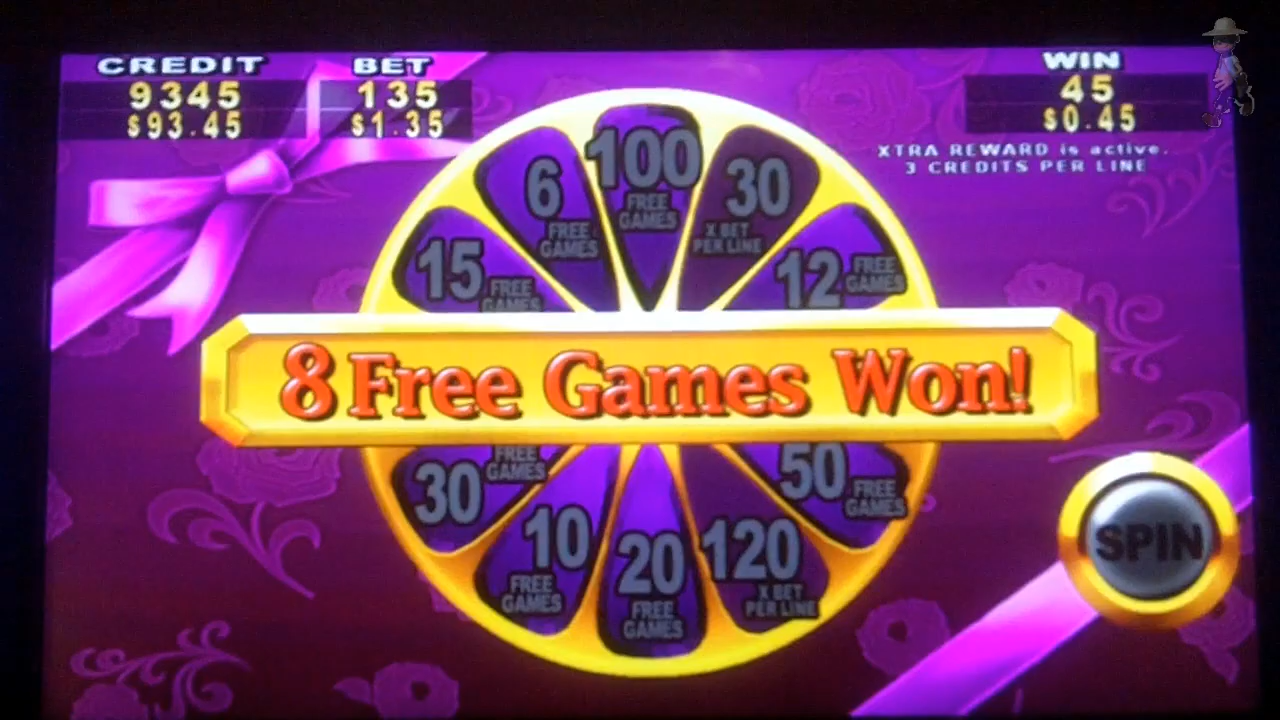 CREDIT
9345
$93.45
BET
135
$1.35
WIN
45
$0.45
XTRA REWARD is active.
3 CREDITS PER LINE
100
FREE
GAMES
6
FREE
GAMES
30
X BET
PER LINE
15
FREE
GAMES
12
FREE
GAMES
8 Free Games Won!
30
FREE
GAMES
50
FREE
GAMES
10
FREE
GAMES
20
FREE
GAMES
120
X BET
PER LINE
SPIN